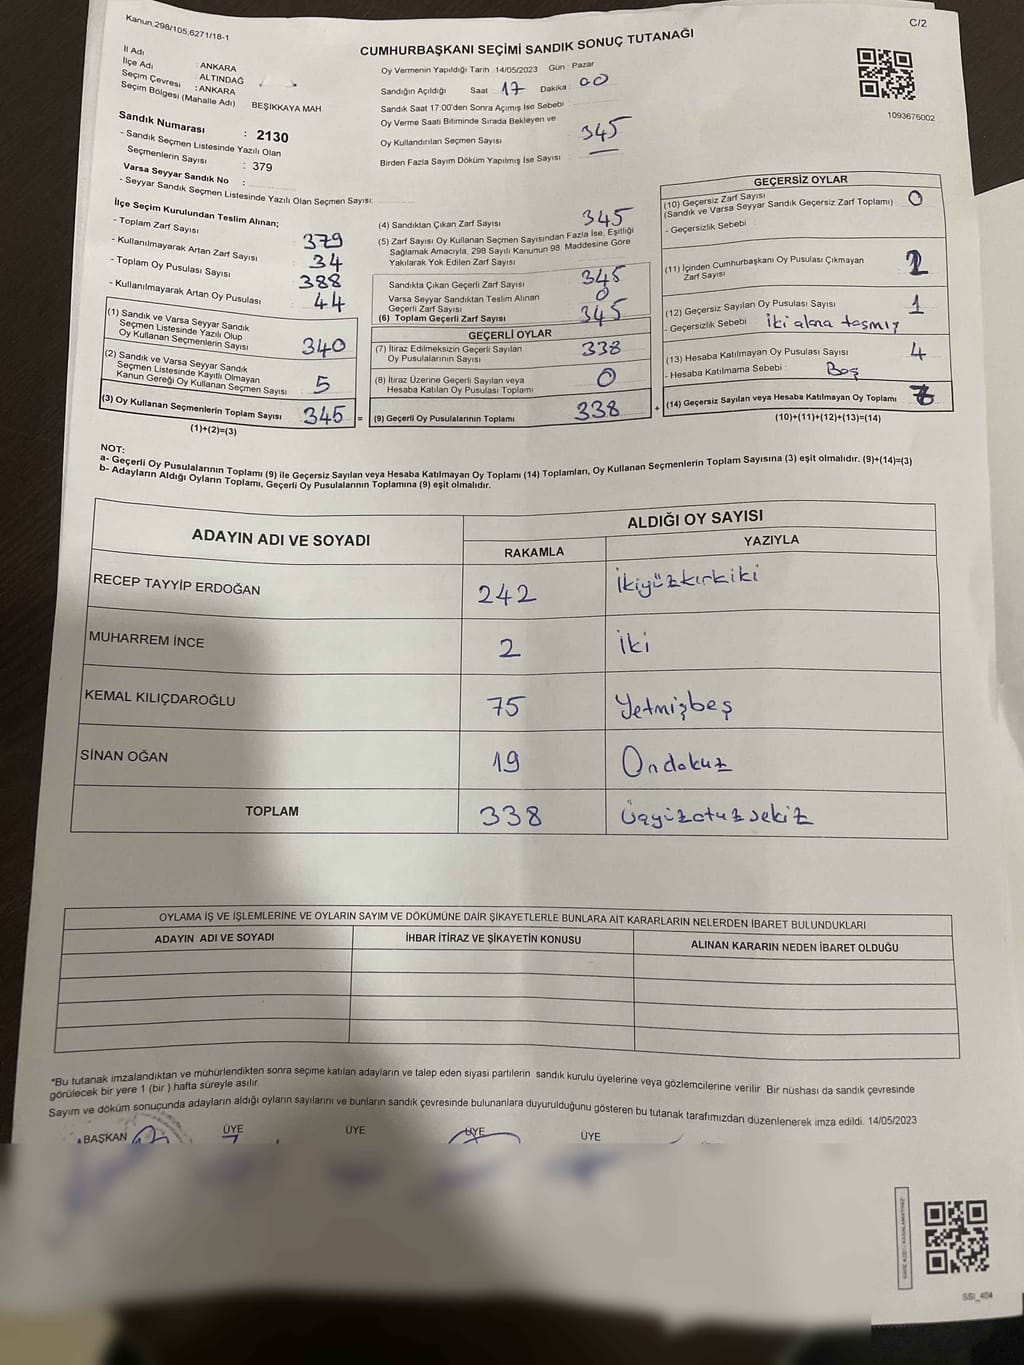 Kanun.298/105,6271/18-1
C/2
CUMHURBAŞKANI SEÇİMİ SANDIK SONUÇ TUTANAĞI
İl Adı : ANKARA
İlçe Adı : ALTINDAĞ
Seçim Çevresi : ANKARA
Seçim Bölgesi (Mahalle Adı) BEŞİKKAYA MAH
Sandık Numarası : 2130
- Sandık Seçmen Listesinde Yazılı Olan
Seçmenlerin Sayısı : 379
Varsa Seyyar Sandık No :
- Seyyar Sandık Seçmen Listesinde Yazılı Olan Seçmen Sayısı:
Oy Vermenin Yapıldığı Tarih 14/05/2023 Gün : Pazar
Sandığın Açıldığı Saat 17 Dakika 00
Sandık Saat 17.00'den Sonra Açımış İse Sebebi
Oy Verme Saati Bitiminde Sırada Bekleyen ve
Oy Kullandırılan Seçmen Sayısı 345
Birden Fazla Sayım Döküm Yapılmış İse Sayısı
1093676002
İlçe Seçim Kurulundan Teslim Alınan;
- Toplam Zarf Sayısı 379
- Kullanılmayarak Artan Zarf Sayısı 34
- Toplam Oy Pusulası Sayısı 388
- Kullanılmayarak Artan Oy Pusulası 44
(1) Sandık ve Varsa Seyyar Sandık
Seçmen Listesinde Yazılı Olup
Oy Kullanan Seçmenlerin Sayısı 340
(2) Sandık ve Varsa Seyyar Sandık
Seçmen Listesinde Kayıtlı Olmayan
Kanun Gereği Oy Kullanan Seçmen Sayısı 5
(3) Oy Kullanan Seçmenlerin Toplam Sayısı 345 =
(1)+(2)=(3)
(4) Sandıktan Çıkan Zarf Sayısı 345
(5) Zarf Sayısı Oy Kullanan Seçmen Sayısından Fazla İse, Eşitliği
Sağlamak Amacıyla, 298 Sayılı Kanunun 98. Maddesine Göre
Yakılarak Yok Edilen Zarf Sayısı
Sandıkta Çıkan Geçerli Zarf Sayısı 345
Varsa Seyyar Sandıktan Teslim Alınan
Geçerli Zarf Sayısı 0
(6) Toplam Geçerli Zarf Sayısı 345
GEÇERLİ OYLAR
(7) İtiraz Edilmeksizin Geçerli Sayılan
Oy Pusulalarının Sayısı 338
(8) İtiraz Üzerine Geçerli Sayılan veya
Hesaba Katılan Oy Pusulası Toplamı 0
(9) Geçerli Oy Pusulalarının Toplamı 338 +
GEÇERSİZ OYLAR
(10) Geçersiz Zarf Sayısı
(Sandık ve Varsa Seyyar Sandık Geçersiz Zarf Toplamı) 0
- Geçersizlik Sebebi
(11) İçinden Cumhurbaşkanı Oy Pusulası Çıkmayan
Zarf Sayısı
(12) Geçersiz Sayılan Oy Pusulası Sayısı 1
- Geçersizlik Sebebi İki alana taşmış
(13) Hesaba Katılmayan Oy Pusulası Sayısı 4
- Hesaba Katılmama Sebebi : Boş
(14) Geçersiz Sayılan veya Hesaba Katılmayan Oy Toplamı 7
(10)+(11)+(12)+(13)=(14)
NOT:
a- Geçerli Oy Pusulalarının Toplamı (9) ile Geçersiz Sayılan veya Hesaba Katılmayan Oy Toplamı (14) Toplamları, Oy Kullanan Seçmenlerin Toplam Sayısına (3) eşit olmalıdır. (9)+(14)=(3)
b- Adayların Aldığı Oyların Toplamı, Geçerli Oy Pusulalarının Toplamına (9) eşit olmalıdır.
ADAYIN ADI VE SOYADI
ALDIĞI OY SAYISI
RAKAMLA YAZIYLA
RECEP TAYYİP ERDOĞAN 242 İkiyüzkırkiki
MUHARREM İNCE 2 İki
KEMAL KILIÇDAROĞLU 75 Yetmişbeş
SİNAN OĞAN 19 Ondokuz
TOPLAM 338 Üçyüzotuzsekiz
OYLAMA İŞ VE İŞLEMLERİNE VE OYLARIN SAYIM VE DÖKÜMÜNE DAİR ŞİKAYETLERLE BUNLARA AİT KARARLARIN NELERDEN İBARET BULUNDUKLARI
ADAYIN ADI VE SOYADI İHBAR İTİRAZ VE ŞİKAYETİN KONUSU ALINAN KARARIN NEDEN İBARET OLDUĞU
"Bu tutanak imzalandıktan ve mühürlendikten sonra seçime katılan adayların ve talep eden siyasi partilerin sandık kurulu üyelerine veya gözlemcilerine verilir. Bir nüshası da sandık çevresinde
görülecek bir yere 1 (bir ) hafta süreyle asılır.
Sayım ve döküm sonucunda adayların aldığı oyların sayılarını ve bunların sandık çevresinde bulunanlara duyurulduğunu gösteren bu tutanak tarafımızdan düzenlenerek imza edildi. 14/05/2023
BAŞKAN ÜYE ÜYE ÜYE ÜYE
SSI_404